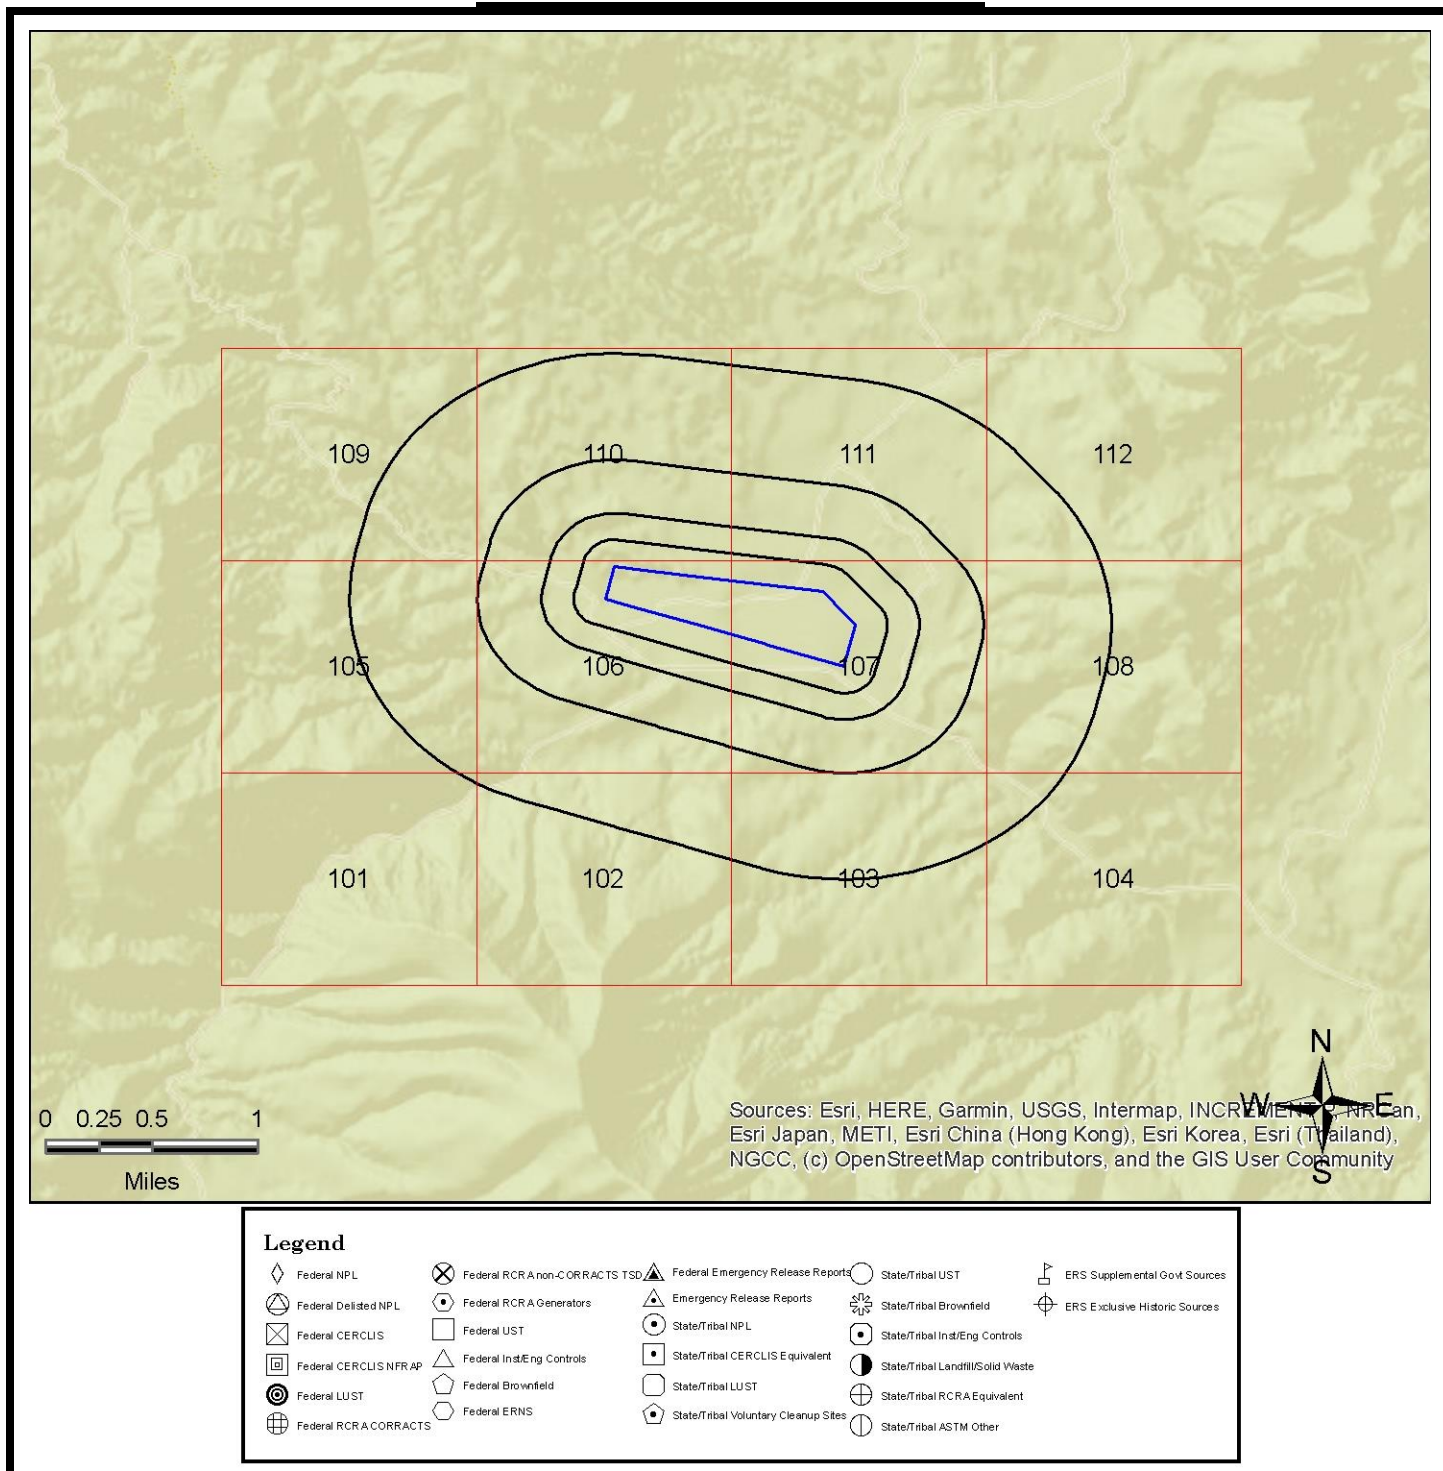 109 110 111 112
105 106 107 108
101 102 103 104
N
W E
S
0 0.25 0.5 1
Miles
Sources: Esri, HERE, Garmin, USGS, Intermap, INCREMENT P, NRCan,
Esri Japan, METI, Esri China (Hong Kong), Esri Korea, Esri (Thailand),
NGCC, (c) OpenStreetMap contributors, and the GIS User Community
Legend
Federal NPL
Federal Delisted NPL
Federal CERCLIS
Federal CERCLIS NFRAP
Federal LUST
Federal RCRA CORRACTS
Federal RCRA non-CORRACTS TSD
Federal RCRA Generators
Federal UST
Federal Inst/Eng Controls
Federal Brownfield
Federal ERNS
Federal Emergency Release Reports
Emergency Release Reports
State/Tribal NPL
State/Tribal CERCLIS Equivalent
State/Tribal LUST
State/Tribal Voluntary Cleanup Sites
State/Tribal UST
State/Tribal Brownfield
State/Tribal Inst/Eng Controls
State/Tribal Landfill/Solid Waste
State/Tribal RCRA Equivalent
State/Tribal ASTM Other
ERS Supplemental Govt Sources
ERS Exclusive Historic Sources